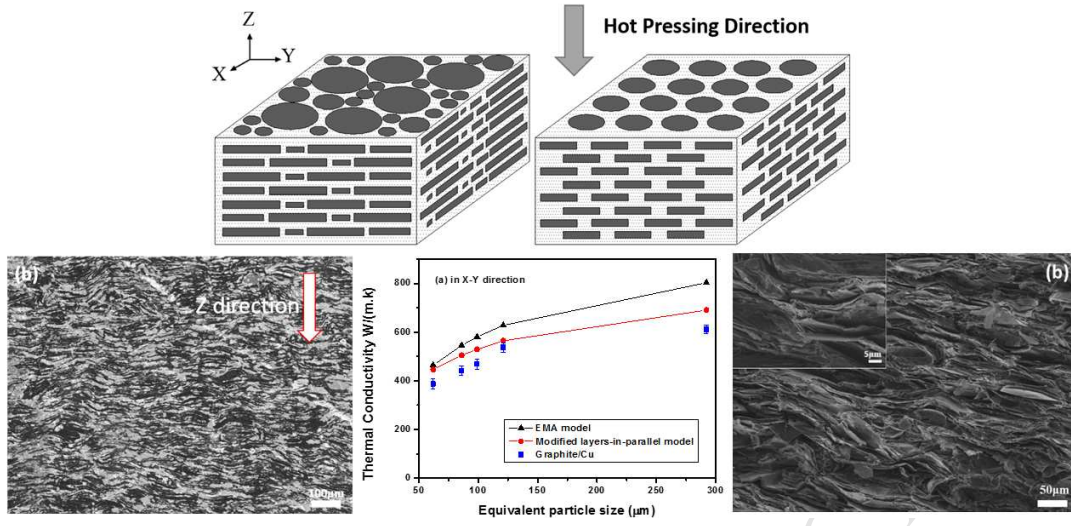 Z
Y
X
Hot Pressing Direction
(b)
Z direction
100μm
(a) in X-Y direction
Thermal Conductivity W/(m.k)
800
600
400
200
0
EMA model
Modified layers-in-parallel model
Graphite/Cu
50
100
150
200
250
300
Equivalent particle size (μm)
(b)
5μm
50μm